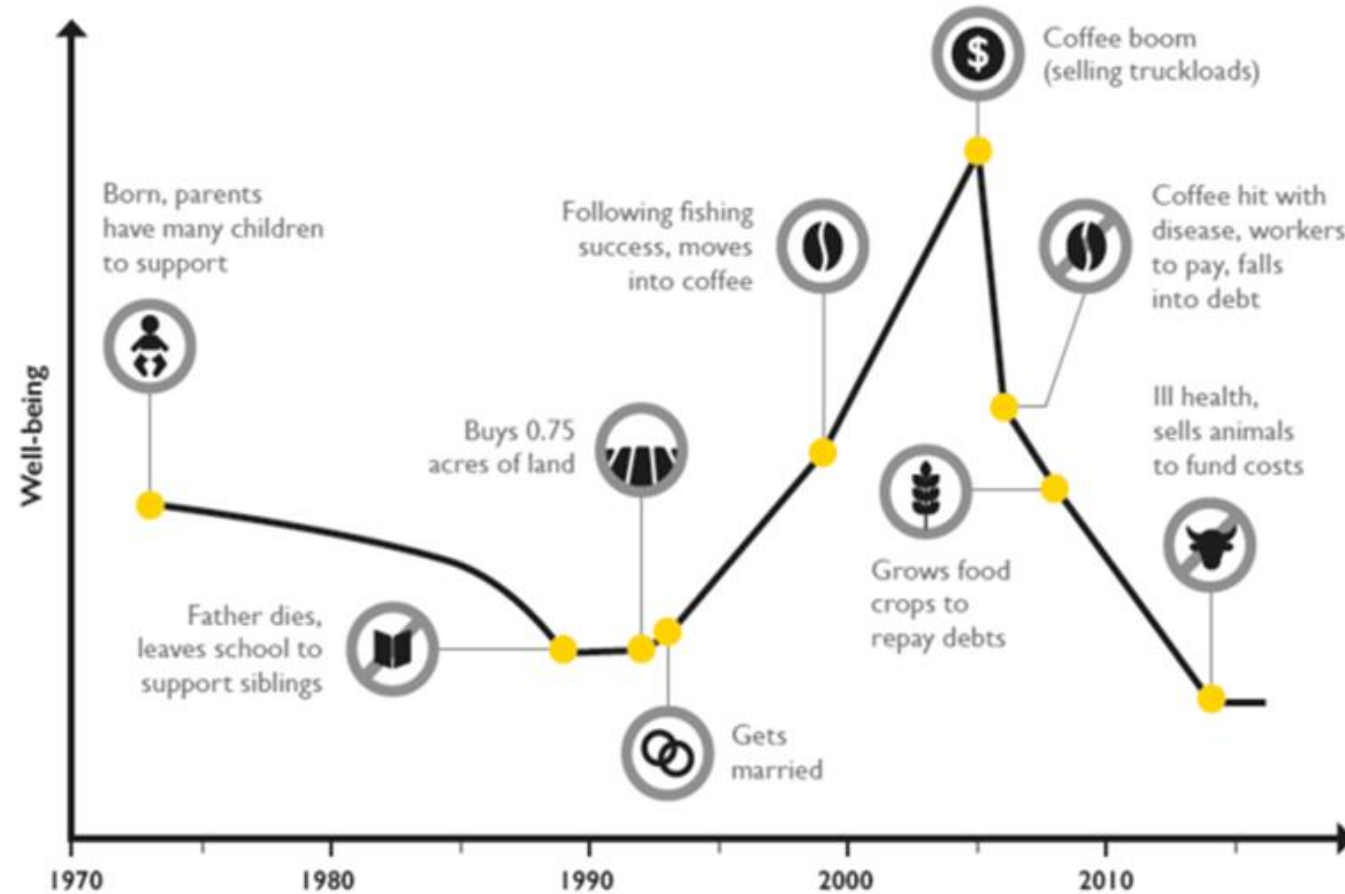 Coffee boom
(selling truckloads)
Born, parents
have many children
to support
Following fishing
success, moves
into coffee
Coffee hit with
disease, workers
to pay, falls
into debt
Well-being
Buys 0.75
acres of land
Ill health,
sells animals
to fund costs
Grows food
crops to
repay debts
Father dies,
leaves school to
support siblings
Gets
married
$
1970
1980
1990
2000
2010